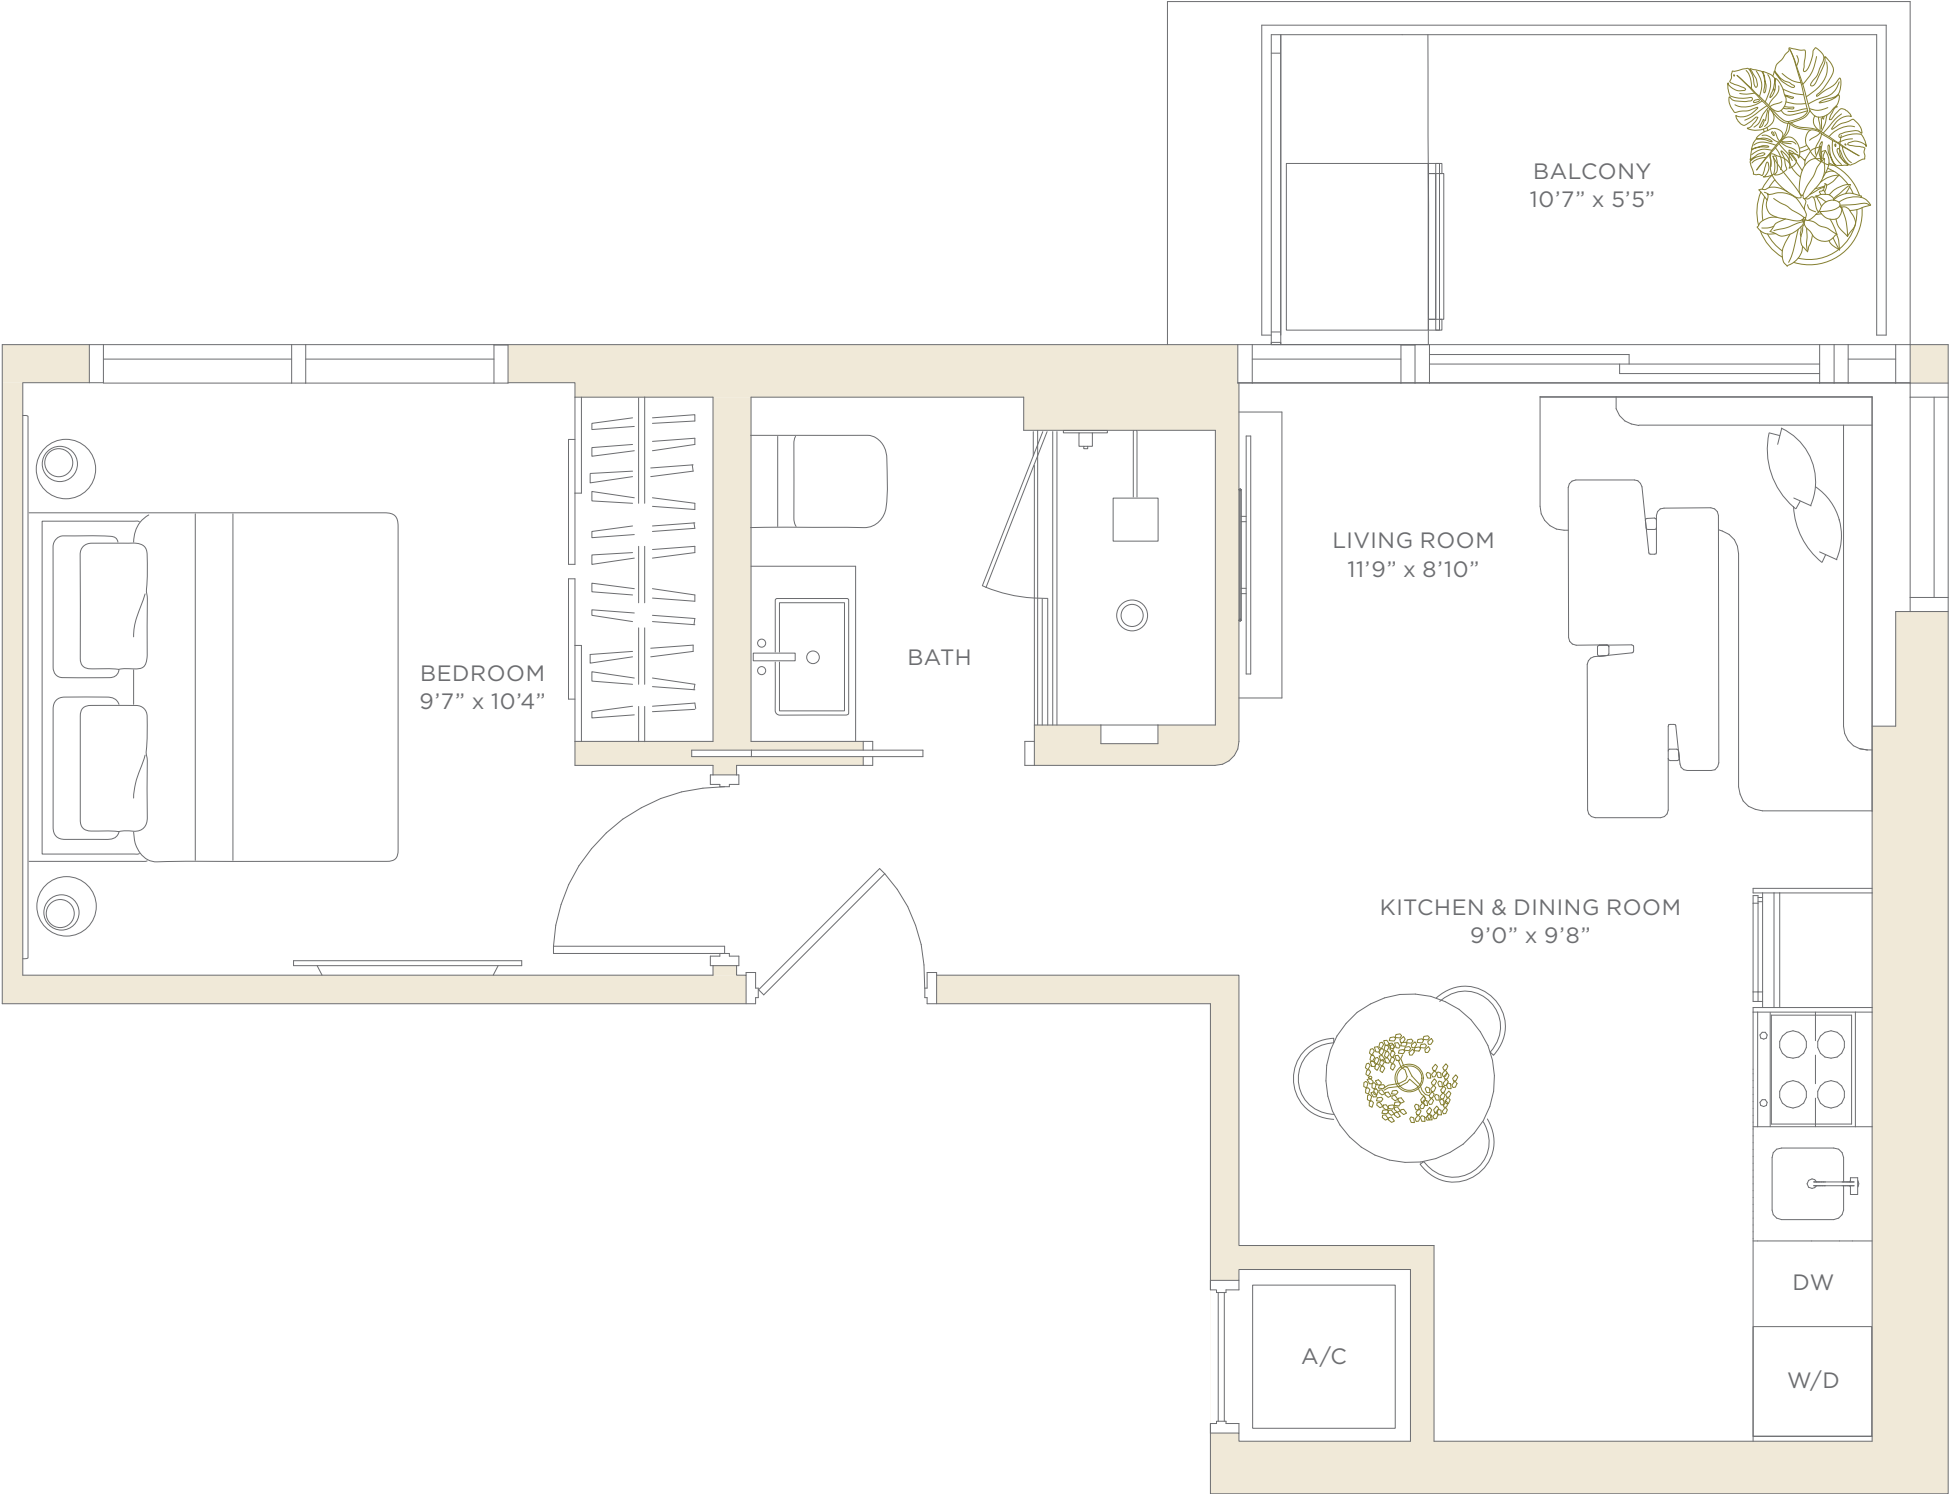 BALCONY
10’7” x 5’5”
LIVING ROOM
11’9” x 8’10”
BATH
BEDROOM
9’7” x 10’4”
KITCHEN & DINING ROOM
9’0” x 9’8”
DW
A/C
W/D